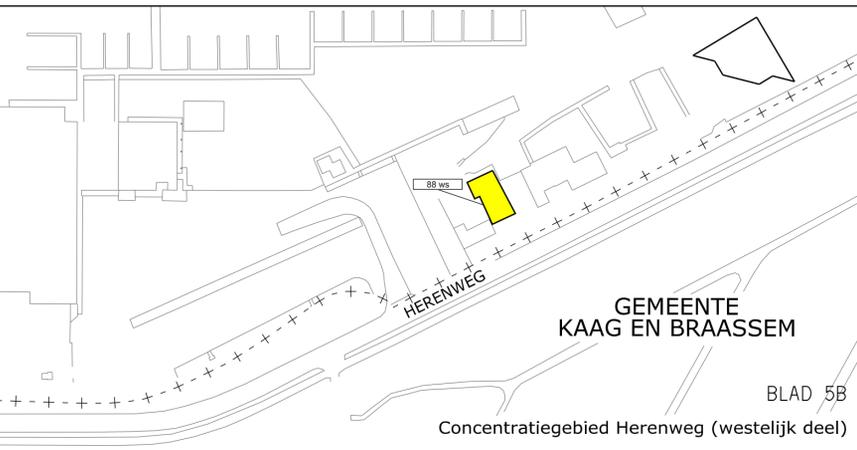 88 ws
HERENWEG
GEMEENTE
KAAG EN BRAASSEM
BLAD 5B
Concentratiegebied Herenweg (westelijk deel)